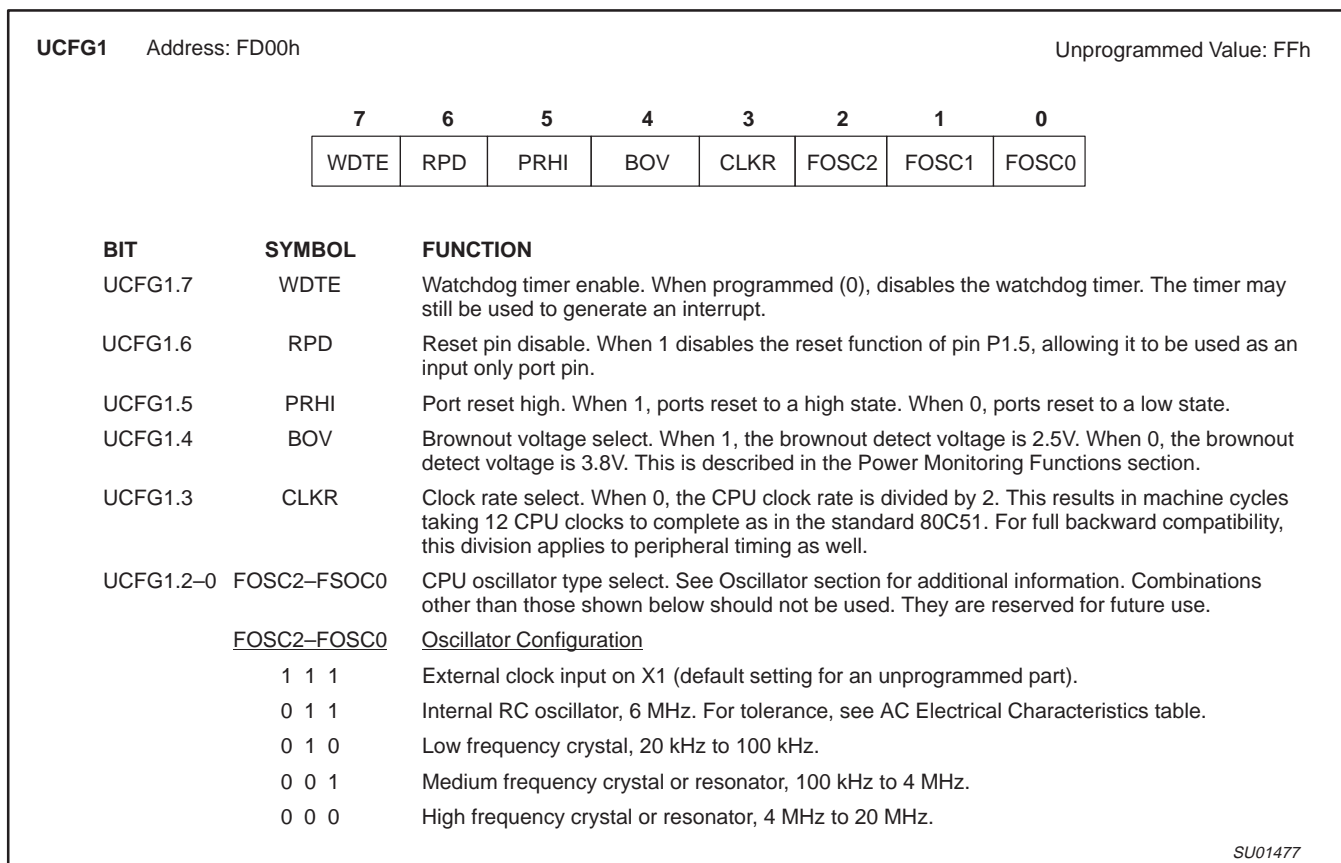 UCFG1 Address: FD00h Unprogrammed Value: FFh
7 6 5 4 3 2 1 0
WDTE RPD PRHI BOV CLKR FOSC2 FOSC1 FOSC0
BIT SYMBOL FUNCTION
UCFG1.7 WDTE Watchdog timer enable. When programmed (0), disables the watchdog timer. The timer may
still be used to generate an interrupt.
UCFG1.6 RPD Reset pin disable. When 1 disables the reset function of pin P1.5, allowing it to be used as an
input only port pin.
UCFG1.5 PRHI Port reset high. When 1, ports reset to a high state. When 0, ports reset to a low state.
UCFG1.4 BOV Brownout voltage select. When 1, the brownout detect voltage is 2.5V. When 0, the brownout
detect voltage is 3.8V. This is described in the Power Monitoring Functions section.
UCFG1.3 CLKR Clock rate select. When 0, the CPU clock rate is divided by 2. This results in machine cycles
taking 12 CPU clocks to complete as in the standard 80C51. For full backward compatibility,
this division applies to peripheral timing as well.
UCFG1.2–0 FOSC2–FSOC0 CPU oscillator type select. See Oscillator section for additional information. Combinations
other than those shown below should not be used. They are reserved for future use.
FOSC2–FOSC0 Oscillator Configuration
1 1 1 External clock input on X1 (default setting for an unprogrammed part).
0 1 1 Internal RC oscillator, 6 MHz. For tolerance, see AC Electrical Characteristics table.
0 1 0 Low frequency crystal, 20 kHz to 100 kHz.
0 0 1 Medium frequency crystal or resonator, 100 kHz to 4 MHz.
0 0 0 High frequency crystal or resonator, 4 MHz to 20 MHz.
SU01477